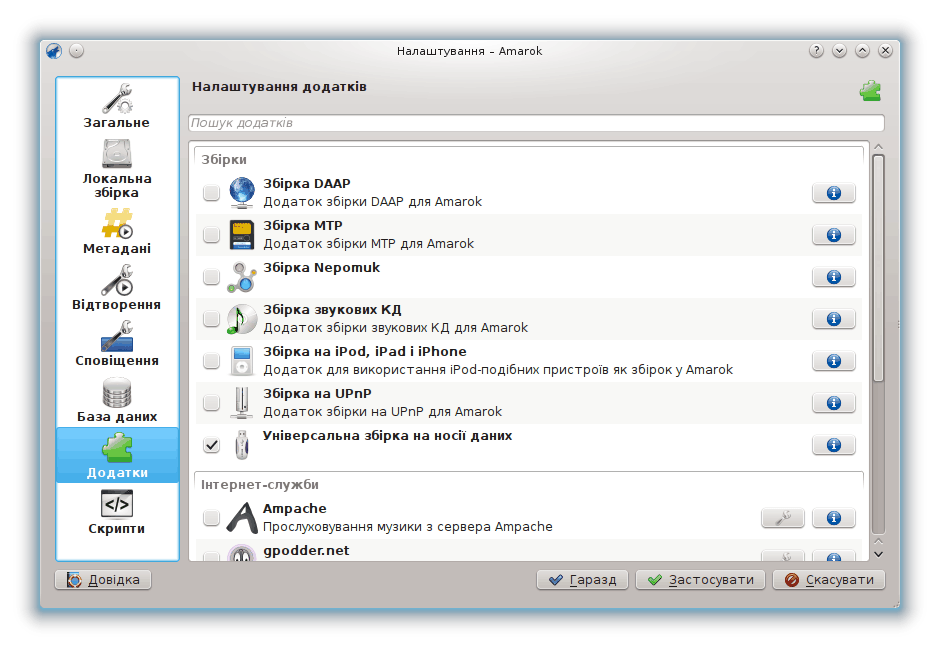 Налаштування – Amarok
Загальне
Локальна
збірка
Метадані
Відтворення
Сповіщення
База даних
Додатки
Скрипти
Налаштування додатків
Пошук додатків
Збірки
Збірка DAAP
Додаток збірки DAAP для Amarok
Збірка MTP
Додаток збірки MTP для Amarok
Збірка Nepomuk
Збірка звукових КД
Додаток збірки звукових КД для Amarok
Збірка на iPod, iPad і iPhone
Додаток для використання iPod-подібних пристроїв як збірок у Amarok
Збірка на UPnP
Додаток збірки на UPnP для Amarok
Універсальна збірка на носії даних
Інтернет-служби
Ampache
Прослуховування музики з сервера Ampache
gpodder.net
Довідка
Гаразд
Застосувати
Скасувати